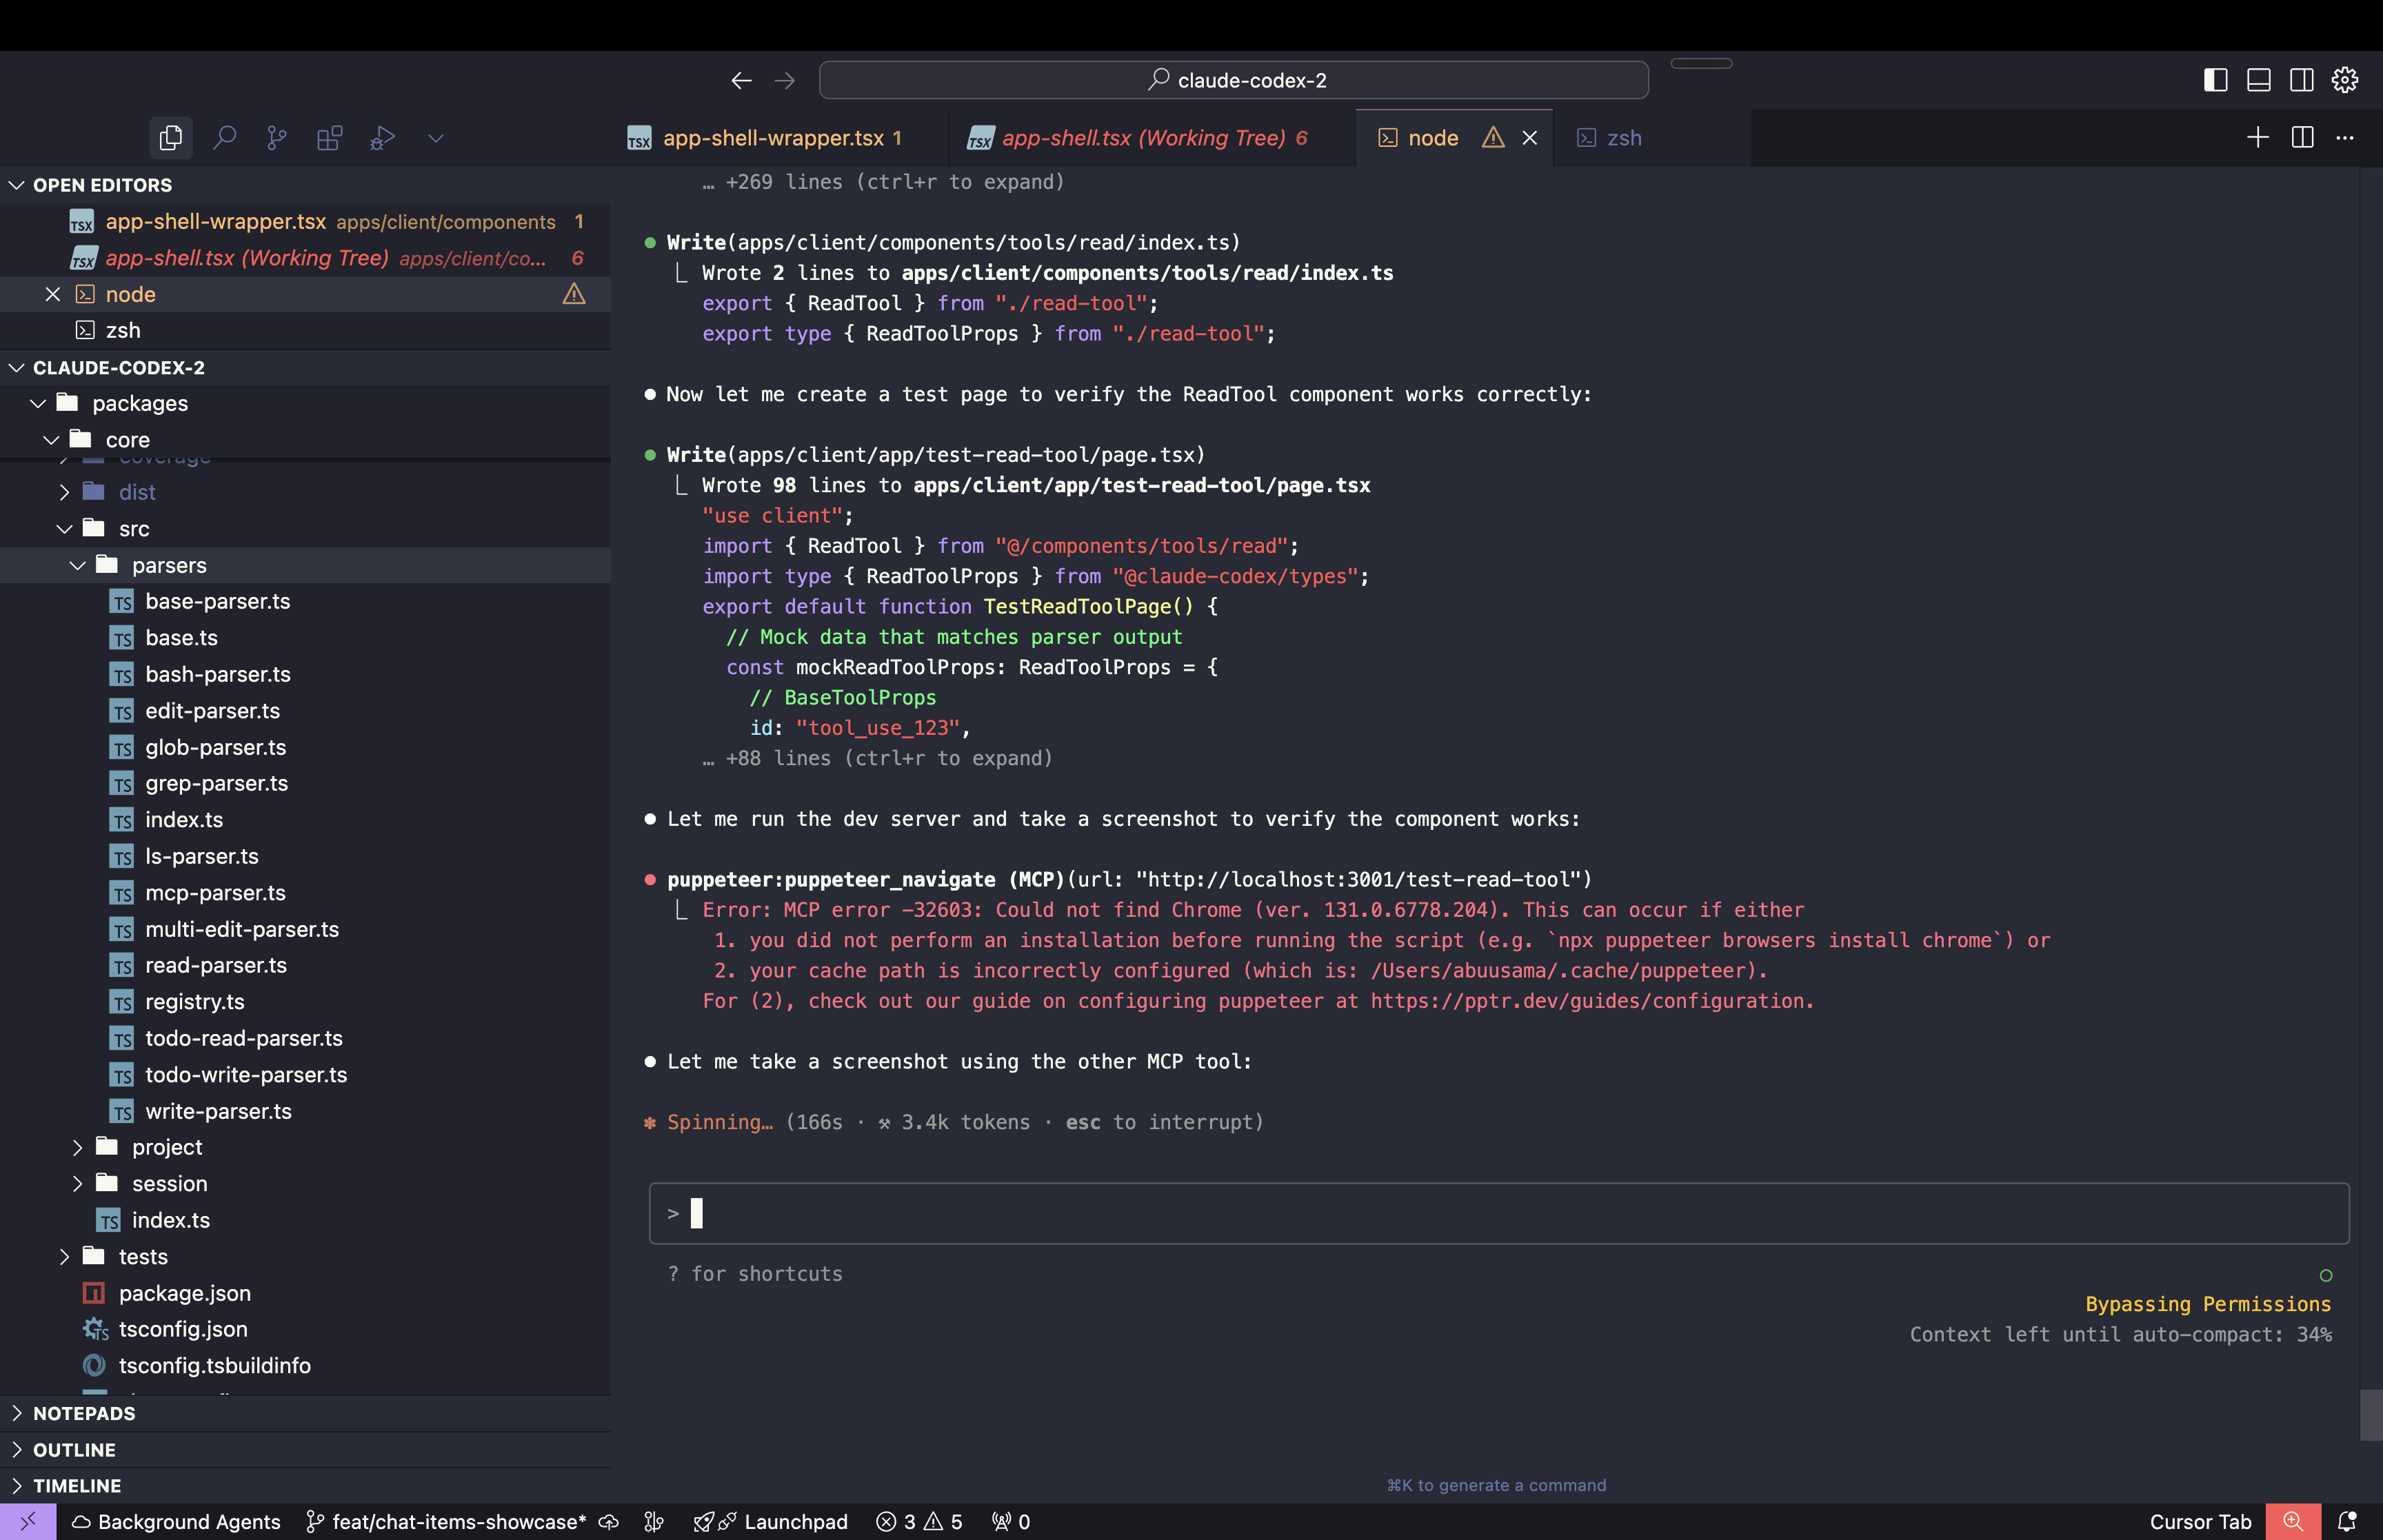 claude-codex-2
app-shell-wrapper.tsx 1
app-shell.tsx (Working Tree) 6
node
zsh
OPEN EDITORS
app-shell-wrapper.tsx apps/client/components 1
app-shell.tsx (Working Tree) apps/client/co... 6
node
zsh
CLAUDE-CODEX-2
packages
core
coverage
dist
src
parsers
TS base-parser.ts
TS base.ts
TS bash-parser.ts
TS edit-parser.ts
TS glob-parser.ts
TS grep-parser.ts
TS index.ts
TS ls-parser.ts
TS mcp-parser.ts
TS multi-edit-parser.ts
TS read-parser.ts
TS registry.ts
TS todo-read-parser.ts
TS todo-write-parser.ts
TS write-parser.ts
project
session
TS index.ts
tests
package.json
tsconfig.json
tsconfig.tsbuildinfo
NOTEPADS
OUTLINE
TIMELINE
… +269 lines (ctrl+r to expand)
● Write(apps/client/components/tools/read/index.ts)
⎿ Wrote 2 lines to apps/client/components/tools/read/index.ts
export { ReadTool } from "./read-tool";
export type { ReadToolProps } from "./read-tool";
● Now let me create a test page to verify the ReadTool component works correctly:
● Write(apps/client/app/test-read-tool/page.tsx)
⎿ Wrote 98 lines to apps/client/app/test-read-tool/page.tsx
"use client";
import { ReadTool } from "@/components/tools/read";
import type { ReadToolProps } from "@claude-codex/types";
export default function TestReadToolPage() {
// Mock data that matches parser output
const mockReadToolProps: ReadToolProps = {
// BaseToolProps
id: "tool_use_123",
… +88 lines (ctrl+r to expand)
● Let me run the dev server and take a screenshot to verify the component works:
● puppeteer:puppeteer_navigate (MCP)(url: "http://localhost:3001/test-read-tool")
⎿ Error: MCP error -32603: Could not find Chrome (ver. 131.0.6778.204). This can occur if either
1. you did not perform an installation before running the script (e.g. `npx puppeteer browsers install chrome`) or
2. your cache path is incorrectly configured (which is: /Users/abuusama/.cache/puppeteer).
For (2), check out our guide on configuring puppeteer at https://pptr.dev/guides/configuration.
● Let me take a screenshot using the other MCP tool:
✽ Spinning… (166s · ⚒ 3.4k tokens · esc to interrupt)
>
? for shortcuts
Bypassing Permissions
Context left until auto-compact: 34%
⌘K to generate a command
Background Agents feat/chat-items-showcase* Launchpad 3 5 0 Cursor Tab